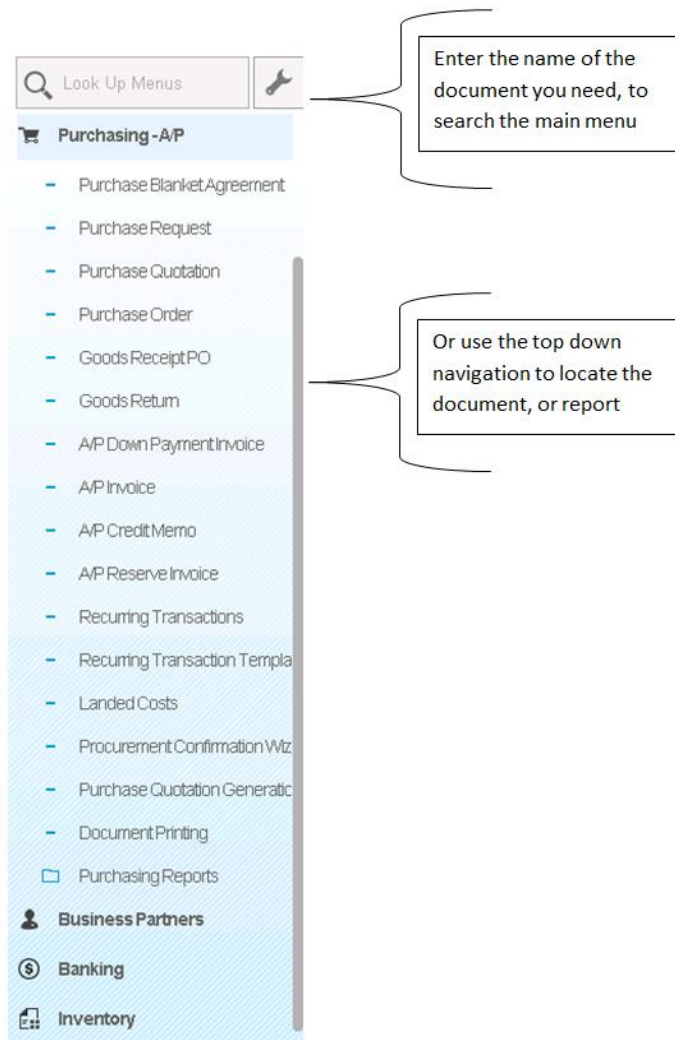 Look Up Menus
Enter the name of the
document you need, to
search the main menu
Purchasing - A/P
Purchase Blanket Agreement
Purchase Request
Purchase Quotation
Purchase Order
Goods Receipt PO
Goods Return
Or use the top down
navigation to locate the
document, or report
A/P Down Payment Invoice
A/P Invoice
A/P Credit Memo
A/P Reserve Invoice
Recurring Transactions
Recurring Transaction Templa
Landed Costs
Procurement Confirmation Wiz
Purchase Quotation Generatic
Document Printing
Purchasing Reports
Business Partners
Banking
Inventory